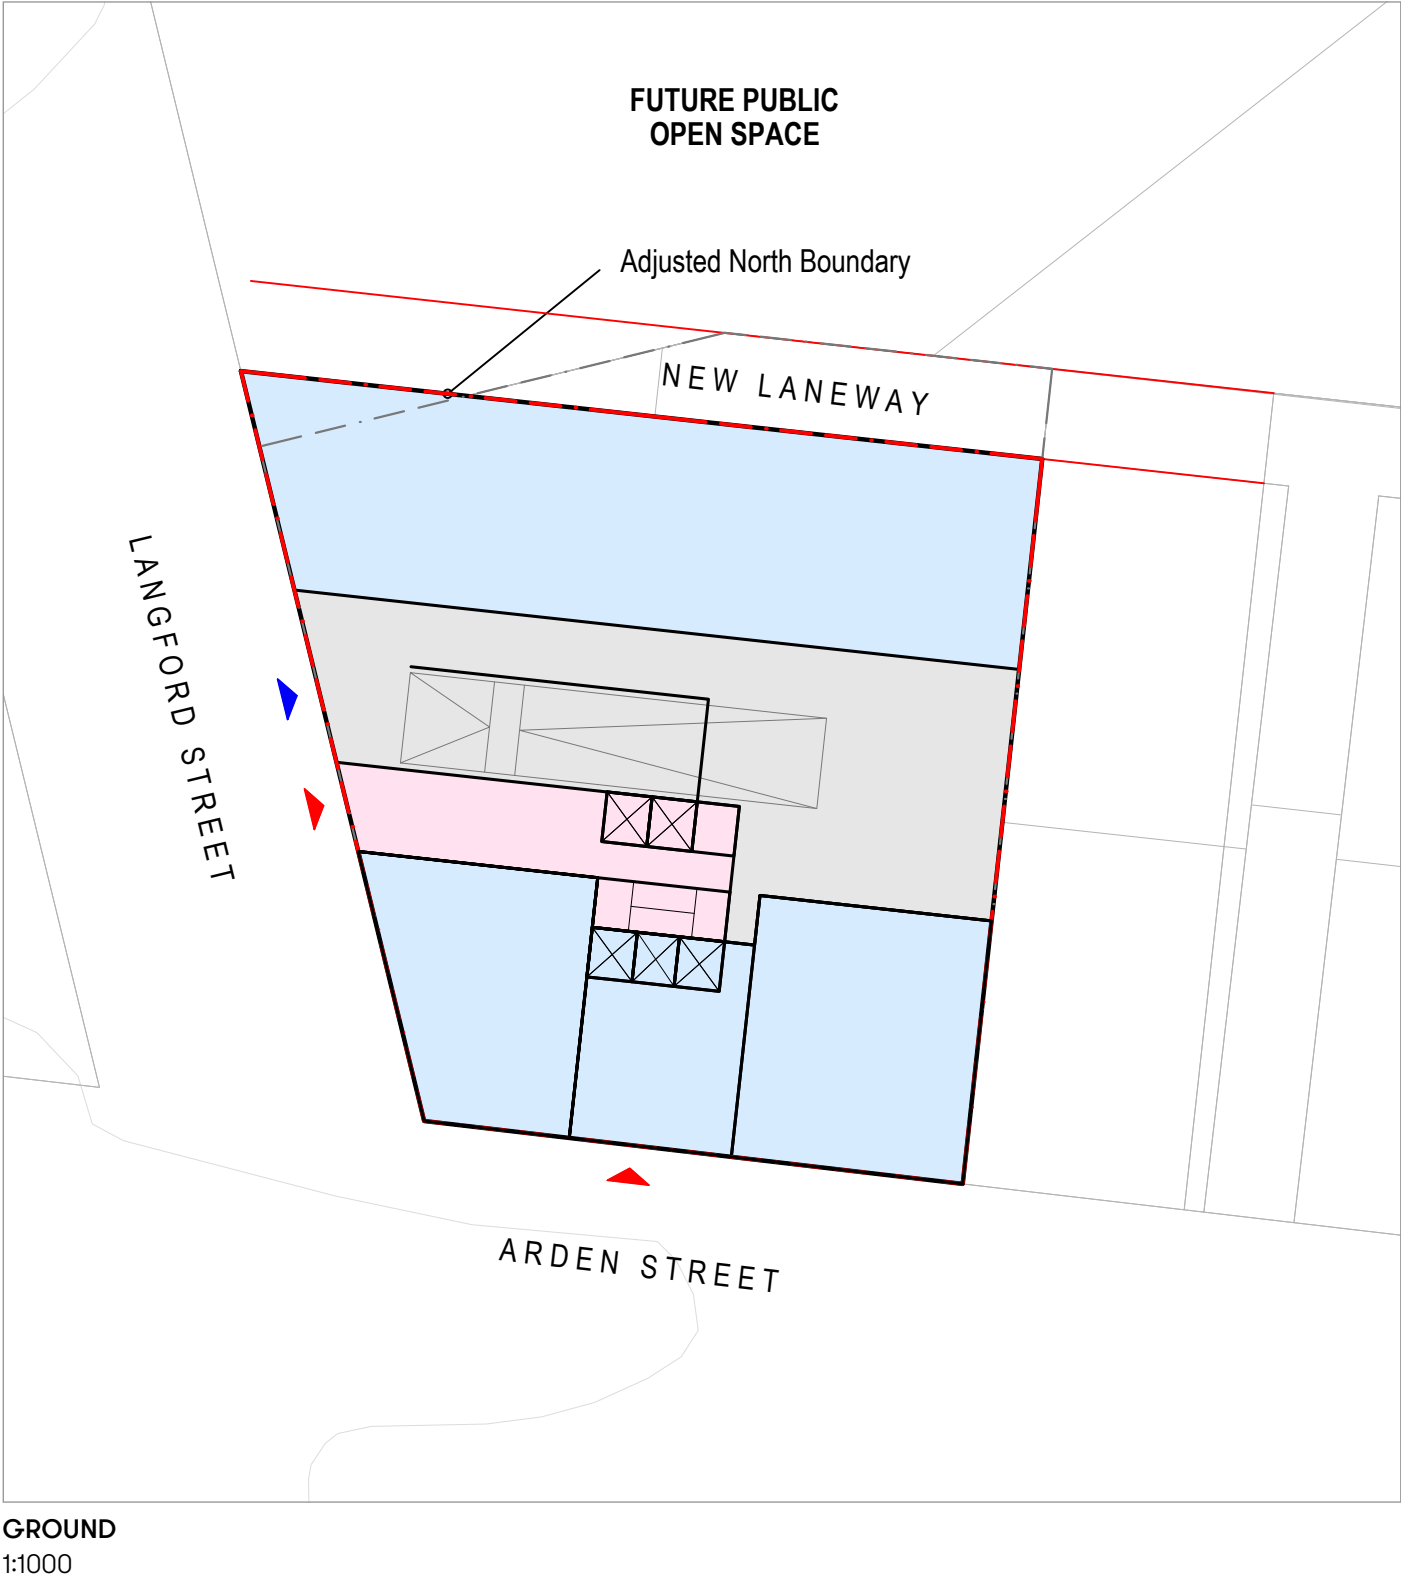 FUTURE PUBLIC
OPEN SPACE
Adjusted North Boundary
NEW LANEWAY
LANGFORD STREET
ARDEN STREET
GROUND
1:1000